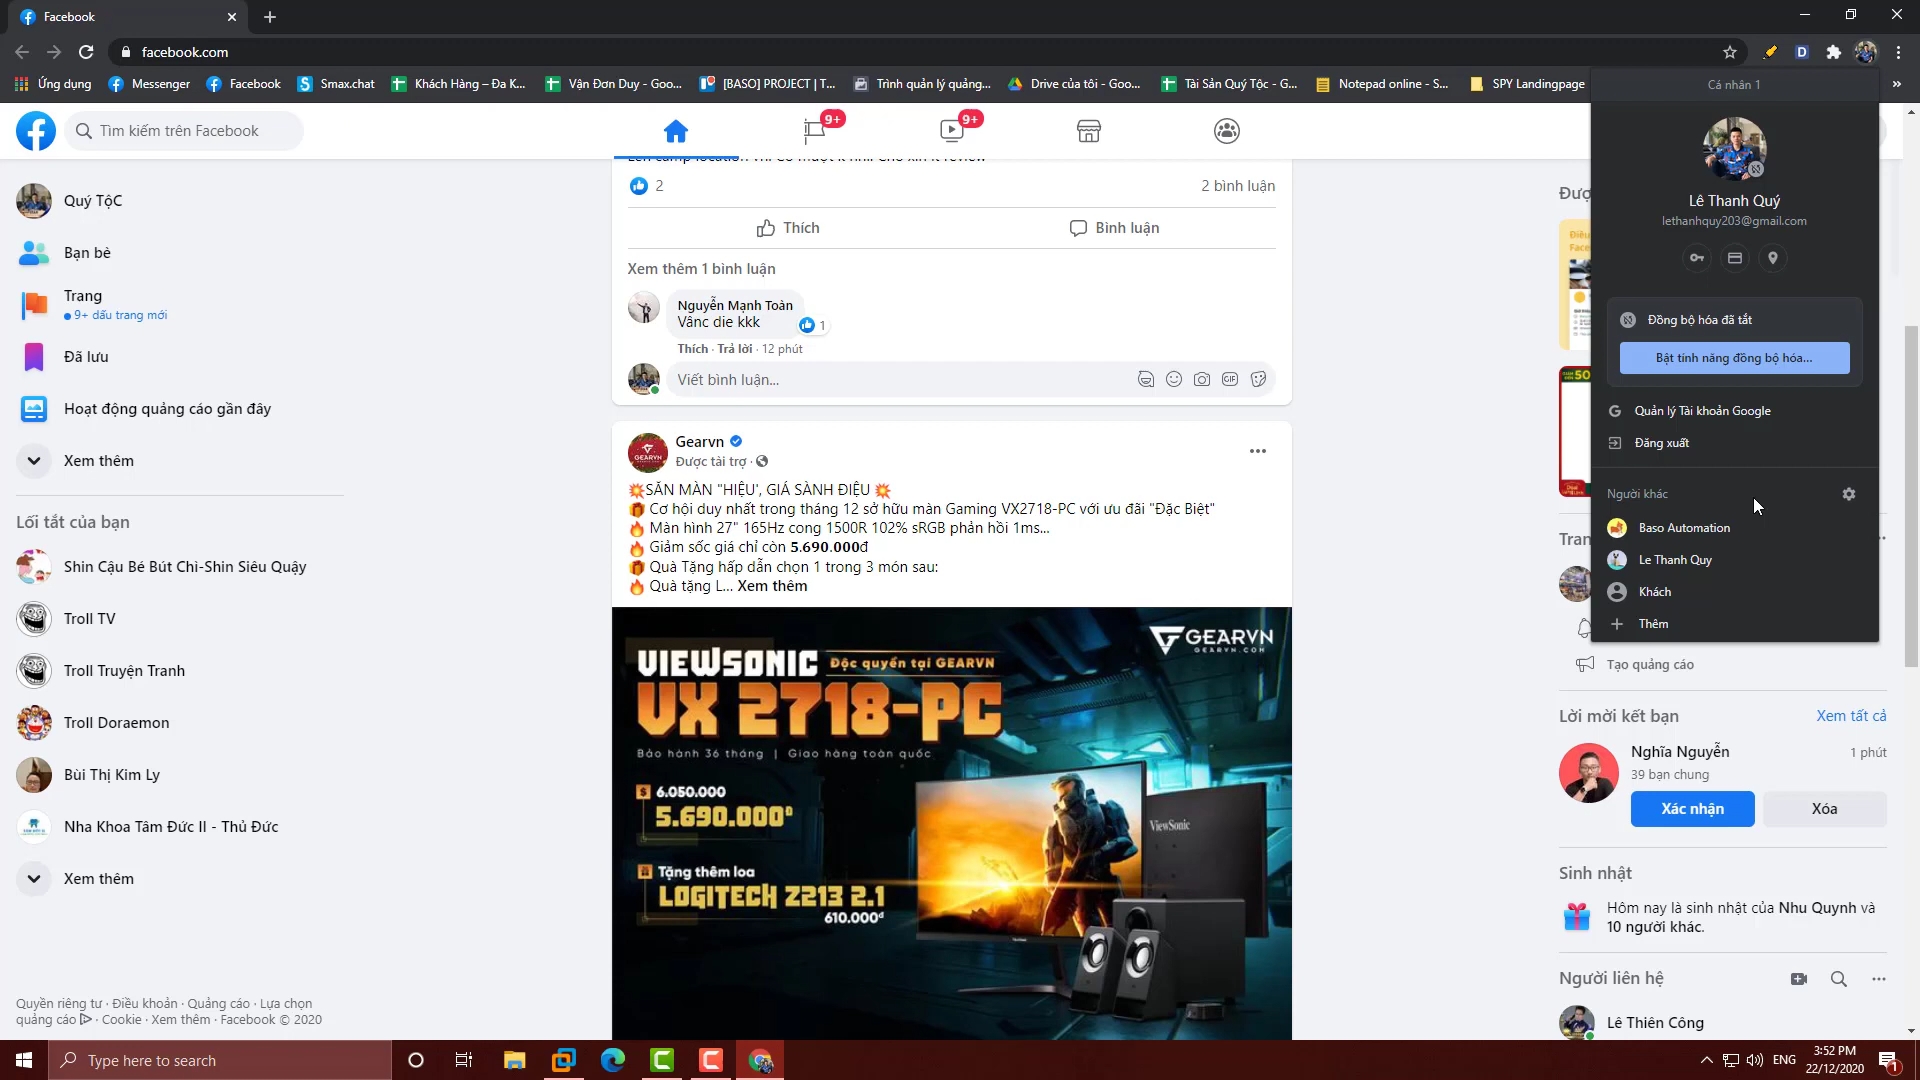 Facebook
facebook.com
Ứng dụng
Messenger
Facebook
Smax.chat
Khách Hàng – Đa K...
Vận Đơn Duy - Goo...
[BASO] PROJECT | T...
Trình quản lý quảng...
Drive của tôi - Goo...
Tài Sản Quý Tộc - G...
Notepad online - S...
SPY Landingpage
»
Tìm kiếm trên Facebook
9+
9+
Quý TộC
Bạn bè
Trang
9+ dấu trang mới
Đã lưu
Hoạt động quảng cáo gần đây
Xem thêm
Lối tắt của bạn
Shin Cậu Bé Bút Chì-Shin Siêu Quậy
Troll TV
Troll Truyện Tranh
Troll Doraemon
Bùi Thị Kim Ly
Nha Khoa Tâm Đức II - Thủ Đức
Xem thêm
Quyền riêng tư · Điều khoản · Quảng cáo · Lựa chọn
quảng cáo · Cookie · Xem thêm · Facebook © 2020
2
2 bình luận
Thích
Bình luận
Xem thêm 1 bình luận
Nguyễn Mạnh Toàn
Vânc die kkk
1
Thích · Trả lời · 12 phút
Viết bình luận...
GIF
Gearvn
Được tài trợ ·
SĂN MÀN "HIỆU', GIÁ SÀNH ĐIỆU
Cơ hội duy nhất trong tháng 12 sở hữu màn Gaming VX2718-PC với ưu đãi "Đặc Biệt"
Màn hình 27" 165Hz cong 1500R 102% sRGB phản hồi 1ms...
Giảm sốc giá chỉ còn 5.690.000đ
Quà Tặng hấp dẫn chọn 1 trong 3 món sau:
Quà tặng L... Xem thêm
GEARVN
GEARVN.COM
VIEWSONIC Độc quyền tại GEARVN
VX 2718-PC
Bảo hành 36 tháng | Giao hàng toàn quốc
$ 6.050.000
5.690.000đ
Tặng thêm loa
LOGITECH Z213 2.1
610.000đ
ViewSonic
Cá nhân 1
Lê Thanh Quý
lethanhquy203@gmail.com
Đồng bộ hóa đã tắt
Bật tính năng đồng bộ hóa...
Quản lý Tài khoản Google
Đăng xuất
Người khác
Baso Automation
Le Thanh Quy
Khách
Thêm
Tạo quảng cáo
Lời mời kết bạn
Xem tất cả
Nghĩa Nguyễn
1 phút
39 bạn chung
Xác nhận
Xóa
Sinh nhật
Hôm nay là sinh nhật của Nhu Quynh và
10 người khác.
Người liên hệ
Lê Thiên Công
Type here to search
ENG
3:52 PM
22/12/2020
1